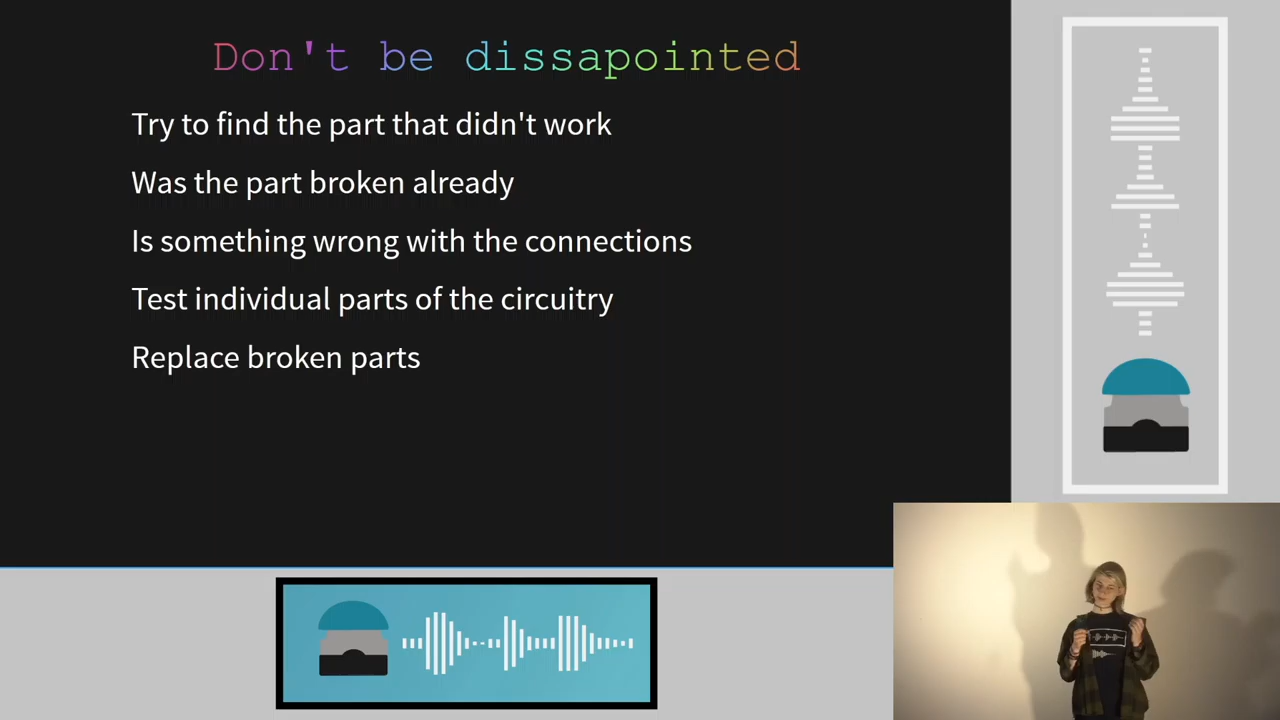 Don't be dissapointed
Try to find the part that didn't work
Was the part broken already
Is something wrong with the connections
Test individual parts of the circuitry
Replace broken parts